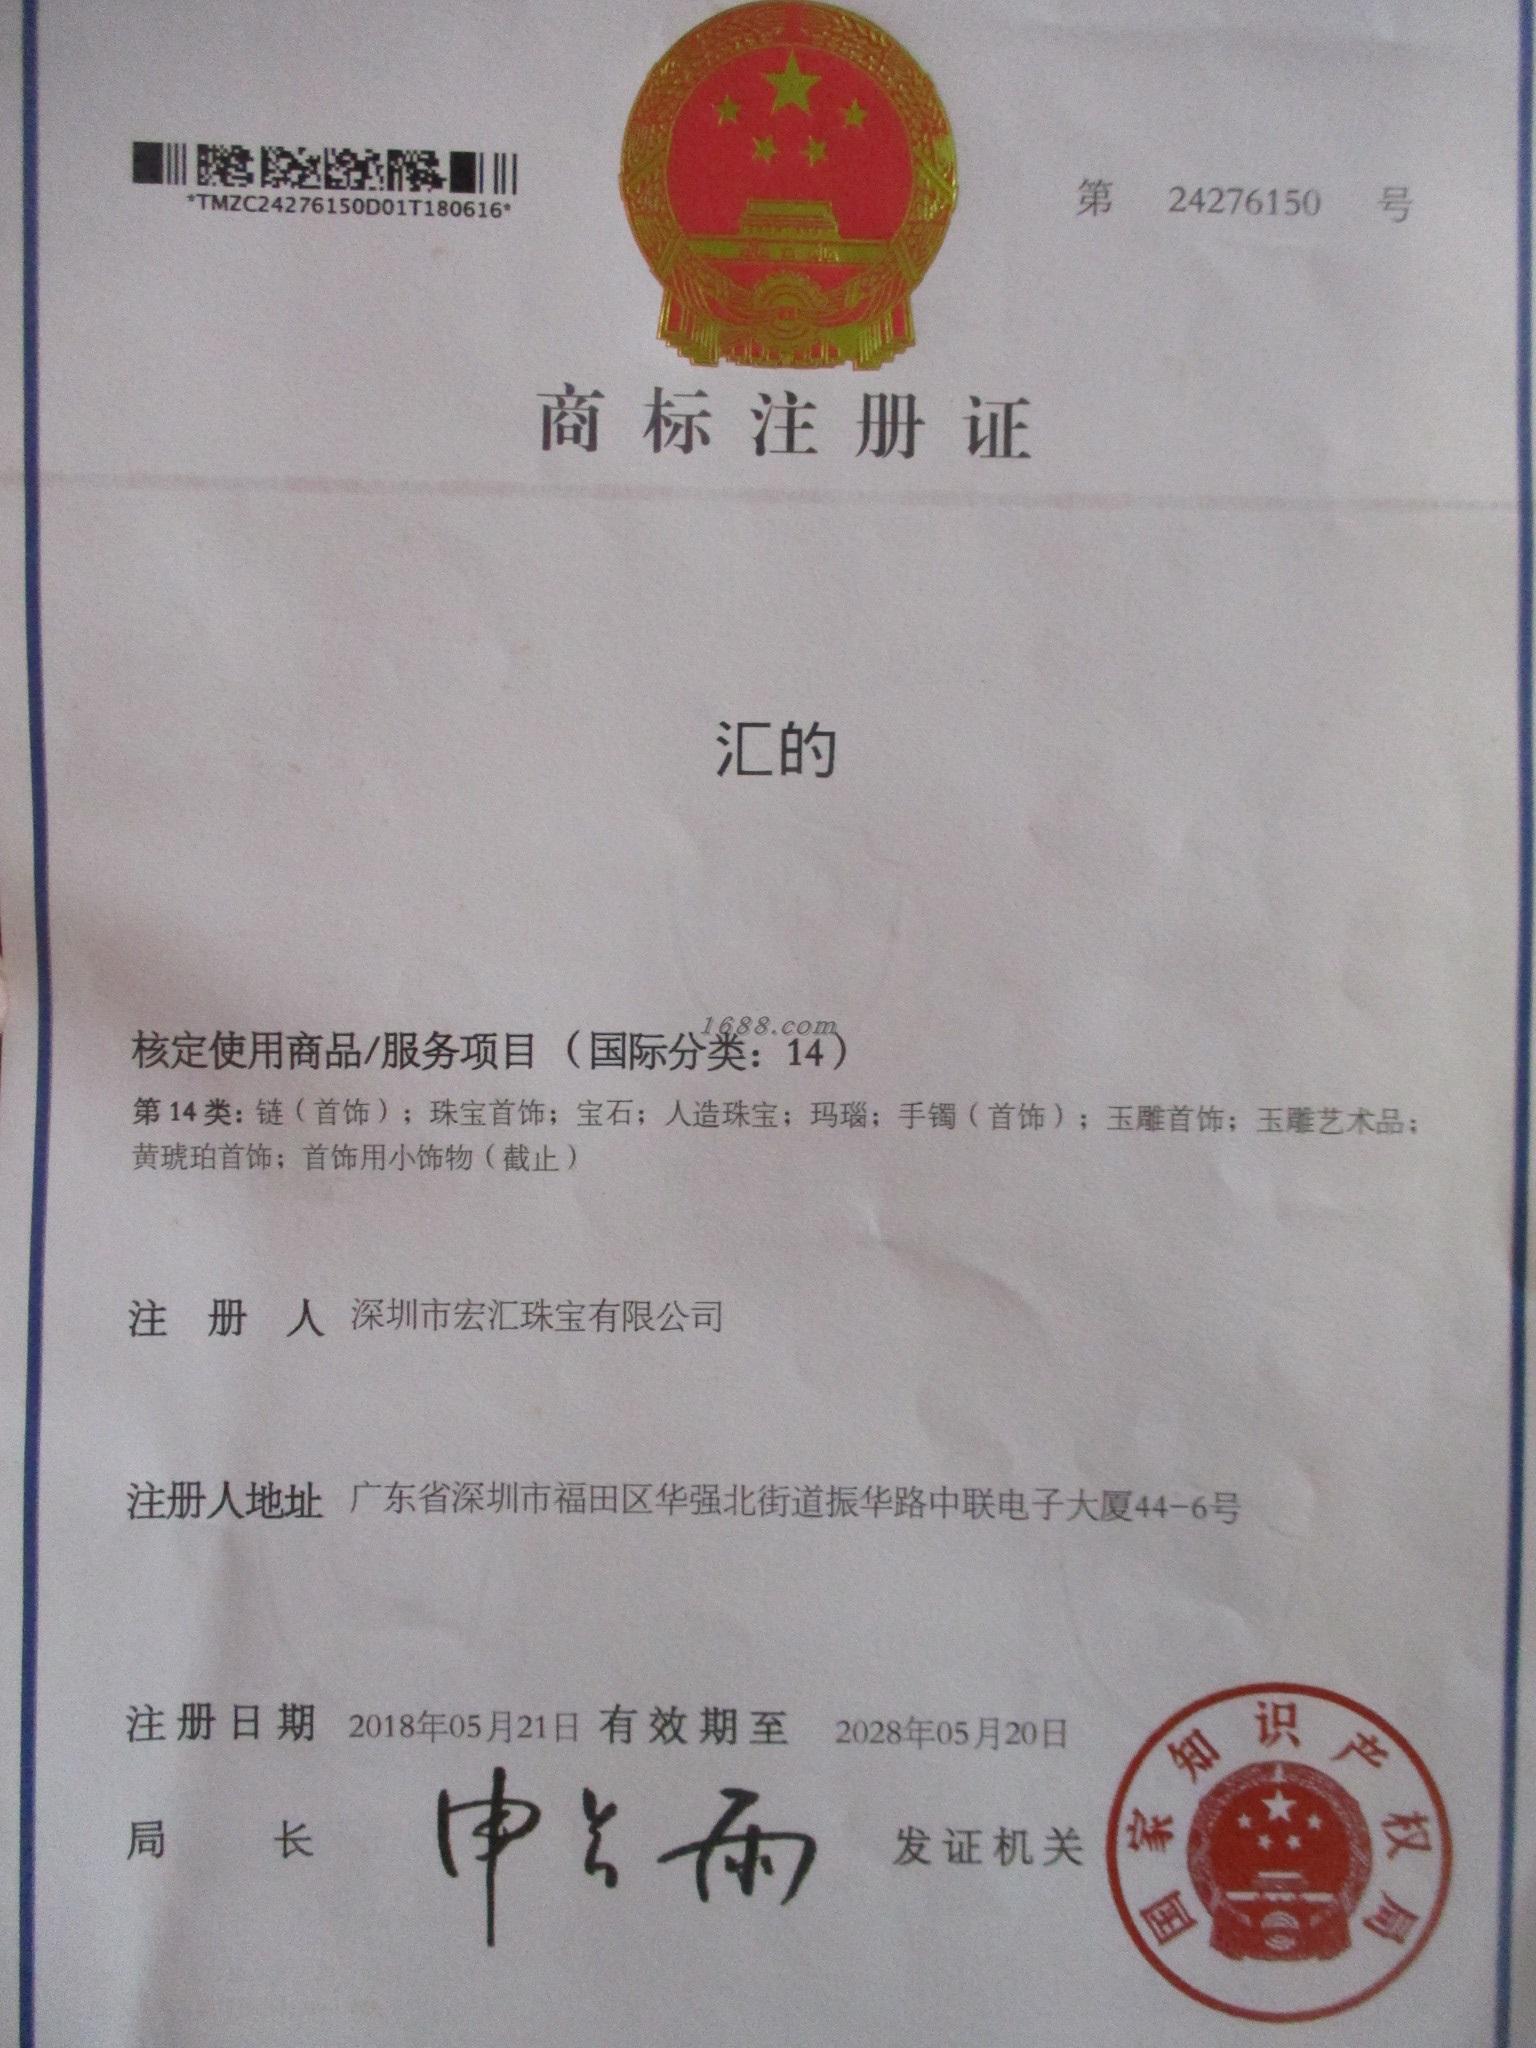 *TMZC24276150D01T180616*
第 24276150 号
商标注册证
汇的
1688.com
核定使用商品/服务项目（国际分类：14）
第 14 类：链（首饰）；珠宝首饰；宝石；人造珠宝；玛瑙；手镯（首饰）；玉雕首饰；玉雕艺术品；
黄琥珀首饰；首饰用小饰物（截止）
注册人 深圳市宏汇珠宝有限公司
注册人地址 广东省深圳市福田区华强北街道振华路中联电子大厦44-6号
注册日期 2018年05月21日 有效期至 2028年05月20日
局长 申长雨 发证机关
国家知识产权局